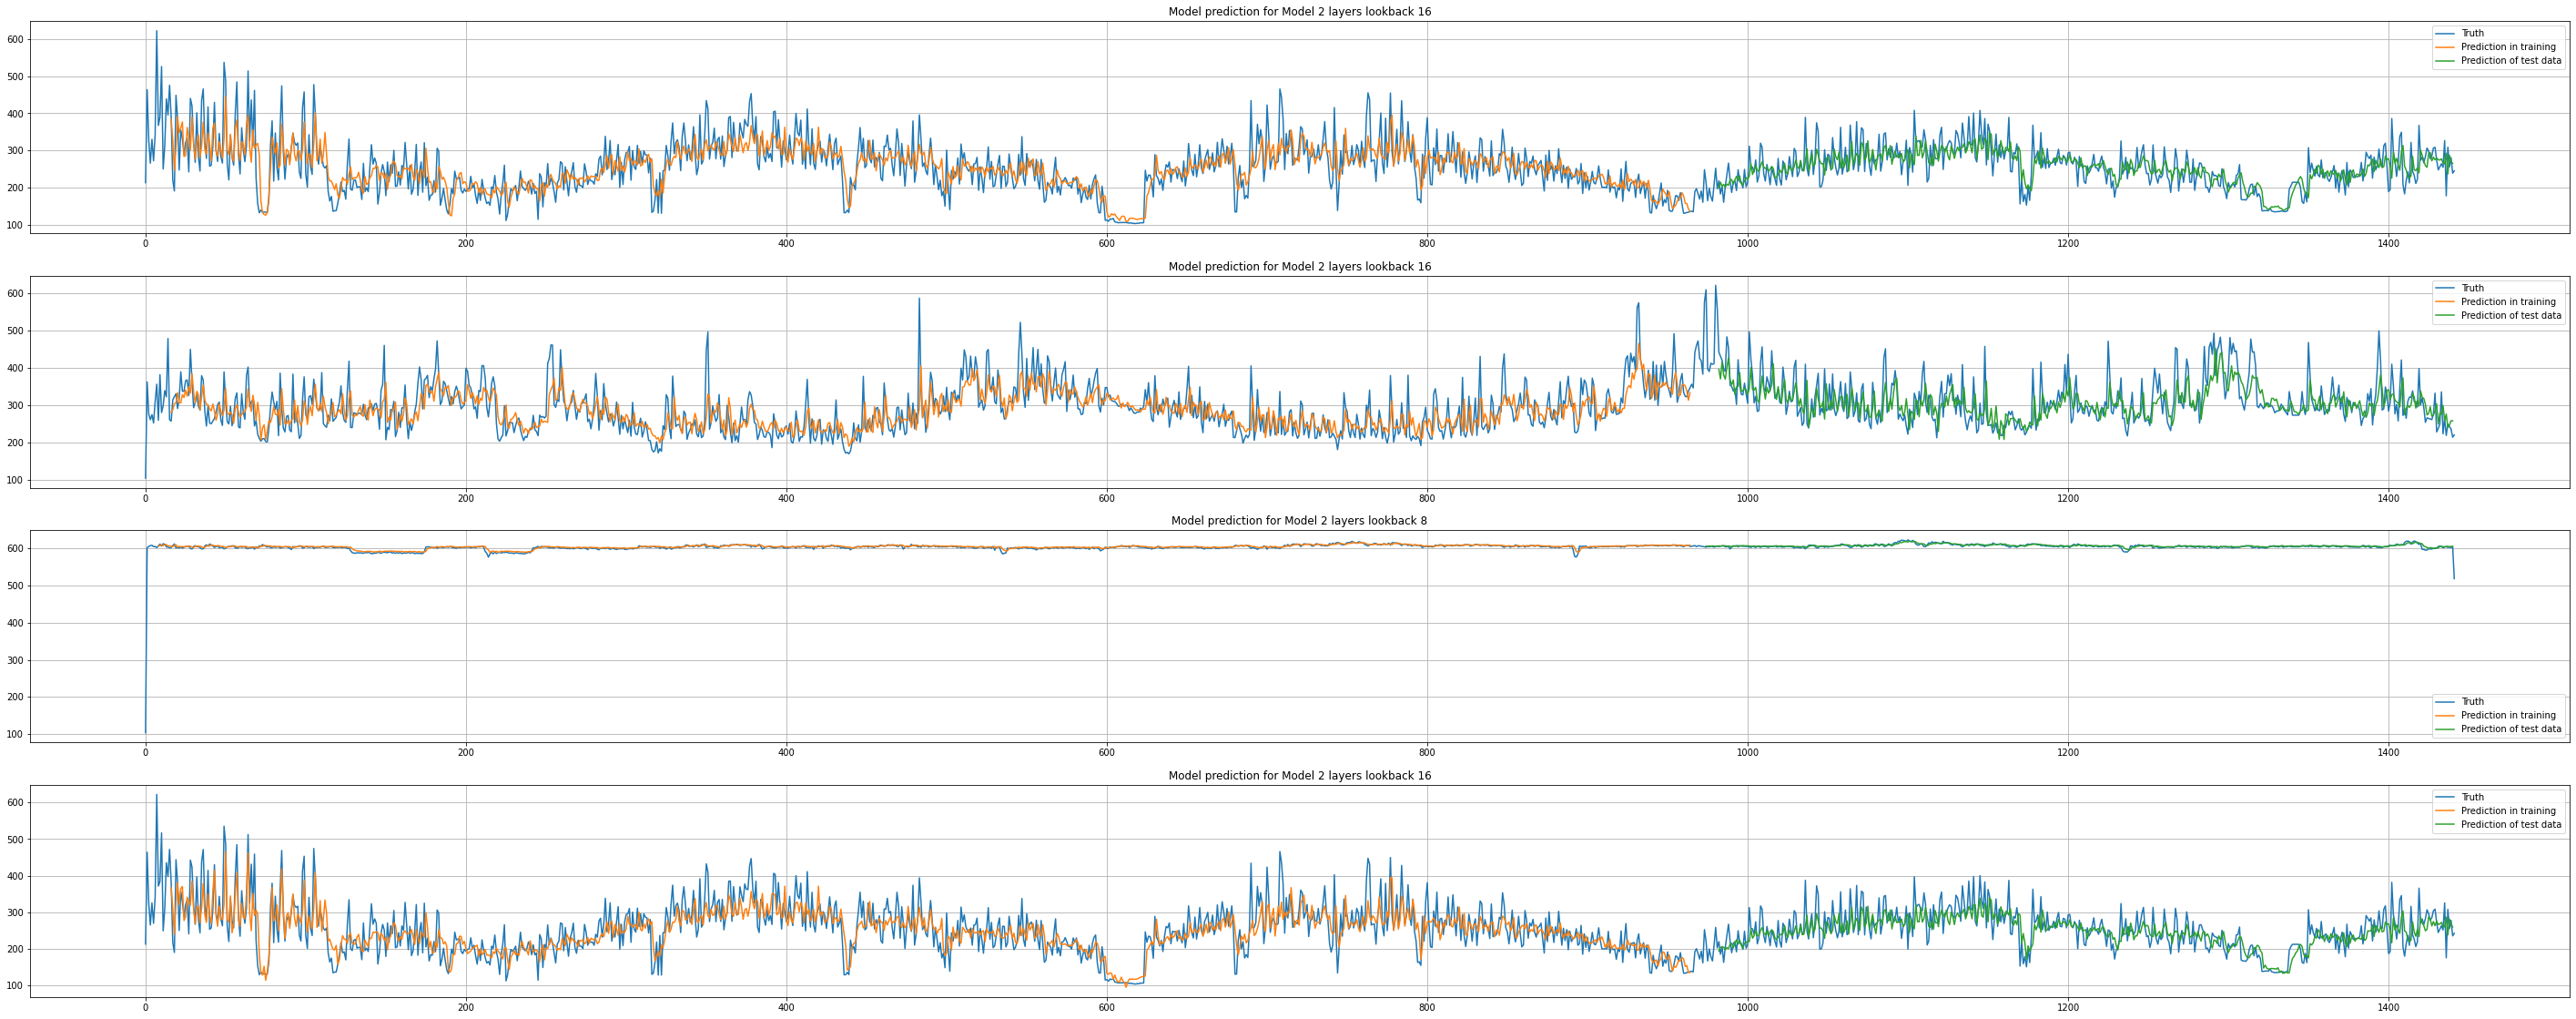 Model prediction for Model 2 layers lookback 16
600
500
400
300
200
100
Truth
Prediction in training
Prediction of test data
0 200 400 600 800 1000 1200 1400
Model prediction for Model 2 layers lookback 16
600
500
400
300
200
100
Truth
Prediction in training
Prediction of test data
0 200 400 600 800 1000 1200 1400
Model prediction for Model 2 layers lookback 8
600
500
400
300
200
100
Truth
Prediction in training
Prediction of test data
0 200 400 600 800 1000 1200 1400
Model prediction for Model 2 layers lookback 16
600
500
400
300
200
100
Truth
Prediction in training
Prediction of test data
0 200 400 600 800 1000 1200 1400